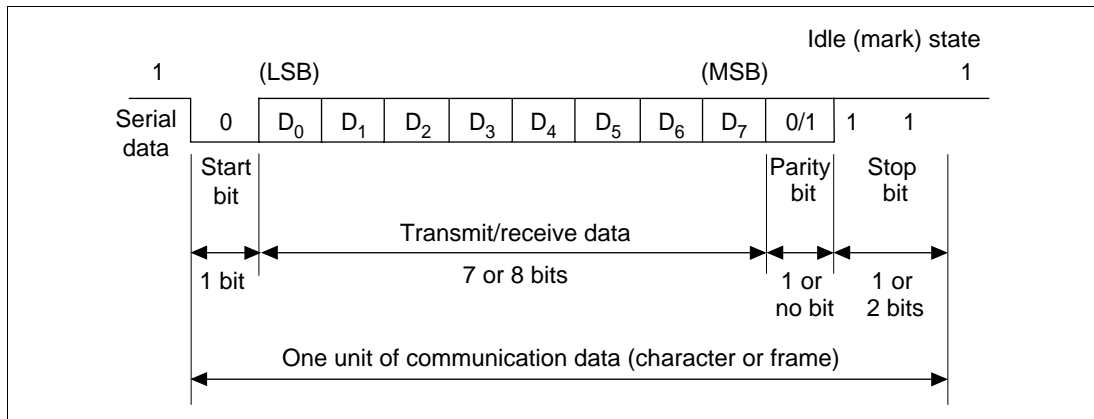 Idle (mark) state
1 (LSB) (MSB) 1
Serial data 0 D0 D1 D2 D3 D4 D5 D6 D7 0/1 1 1
Start bit Parity bit Stop bit
Transmit/receive data
1 bit 7 or 8 bits 1 or no bit 1 or 2 bits
One unit of communication data (character or frame)